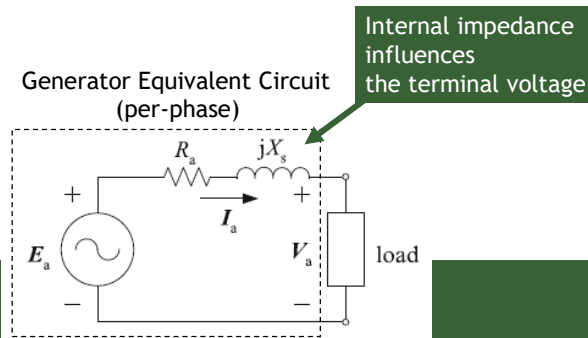 Internal impedance
influences
the terminal voltage
Generator Equivalent Circuit
(per-phase)
R_a
jX_s
+
+
I_a
E_a
V_a
load
−
−